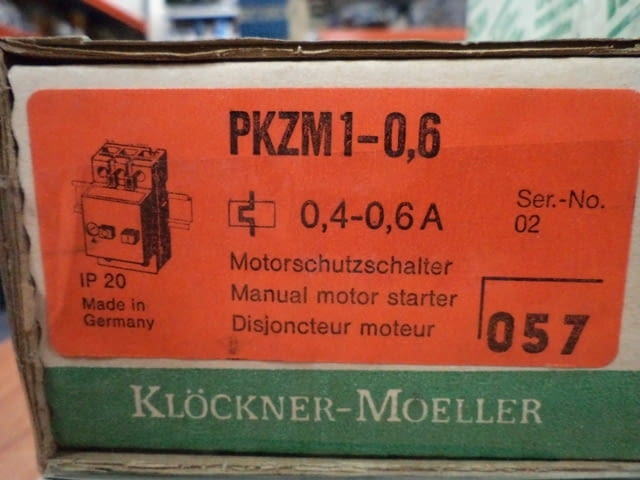 PKZM1-0,6
0,4-0,6 A
Ser.-No.
02
IP 20
Made in
Germany
Motorschutzschalter
Manual motor starter
Disjoncteur moteur
057
KLÖCKNER-MOELLER